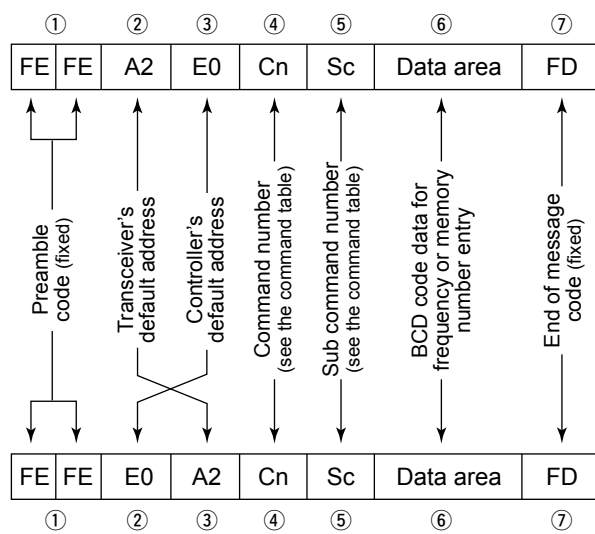 ① ② ③ ④ ⑤ ⑥ ⑦
FE FE A2 E0 Cn Sc Data area FD
Preamble
code (fixed)
Transceiver's
default address
Controller's
default address
Command number
(see the command table)
Sub command number
(see the command table)
BCD code data for
frequency or memory
number entry
End of message
code (fixed)
FE FE E0 A2 Cn Sc Data area FD
① ② ③ ④ ⑤ ⑥ ⑦